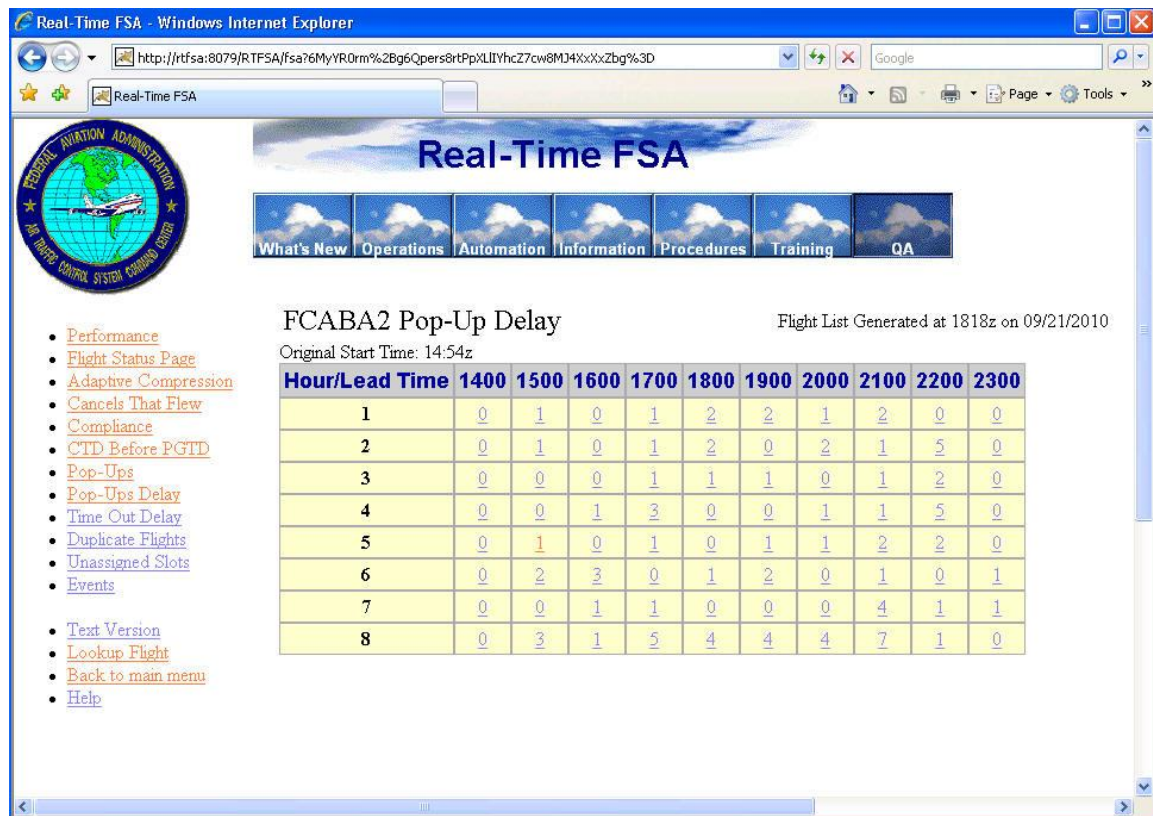 Real-Time FSA - Windows Internet Explorer
http://rtfsa:8079/RTFSA/fsa?6MyYR0rm%2Bg6Qpers8rtPpXLlIYhcZ7cw8MJ4XxXxZbg%3D
Google
Real-Time FSA
Page
Tools
FEDERAL AVIATION ADMINISTRATION
AIR TRAFFIC CONTROL SYSTEM COMMAND CENTER
Real-Time FSA
What's New Operations Automation Information Procedures Training QA
FCABA2 Pop-Up Delay
Flight List Generated at 1818z on 09/21/2010
Original Start Time: 14:54z
Hour/Lead Time 1400 1500 1600 1700 1800 1900 2000 2100 2200 2300
1 0 1 0 1 2 2 1 2 0 0
2 0 1 0 1 2 0 2 1 5 0
3 0 0 0 1 1 1 0 1 2 0
4 0 0 1 3 0 0 1 1 5 0
5 0 1 0 1 0 1 1 2 2 0
6 0 2 3 0 1 2 0 1 0 1
7 0 0 1 1 0 0 0 4 1 1
8 0 3 1 5 4 4 4 7 1 0
Performance
Flight Status Page
Adaptive Compression
Cancels That Flew
Compliance
CTD Before PGTD
Pop-Ups
Pop-Ups Delay
Time Out Delay
Duplicate Flights
Unassigned Slots
Events
Text Version
Lookup Flight
Back to main menu
Help